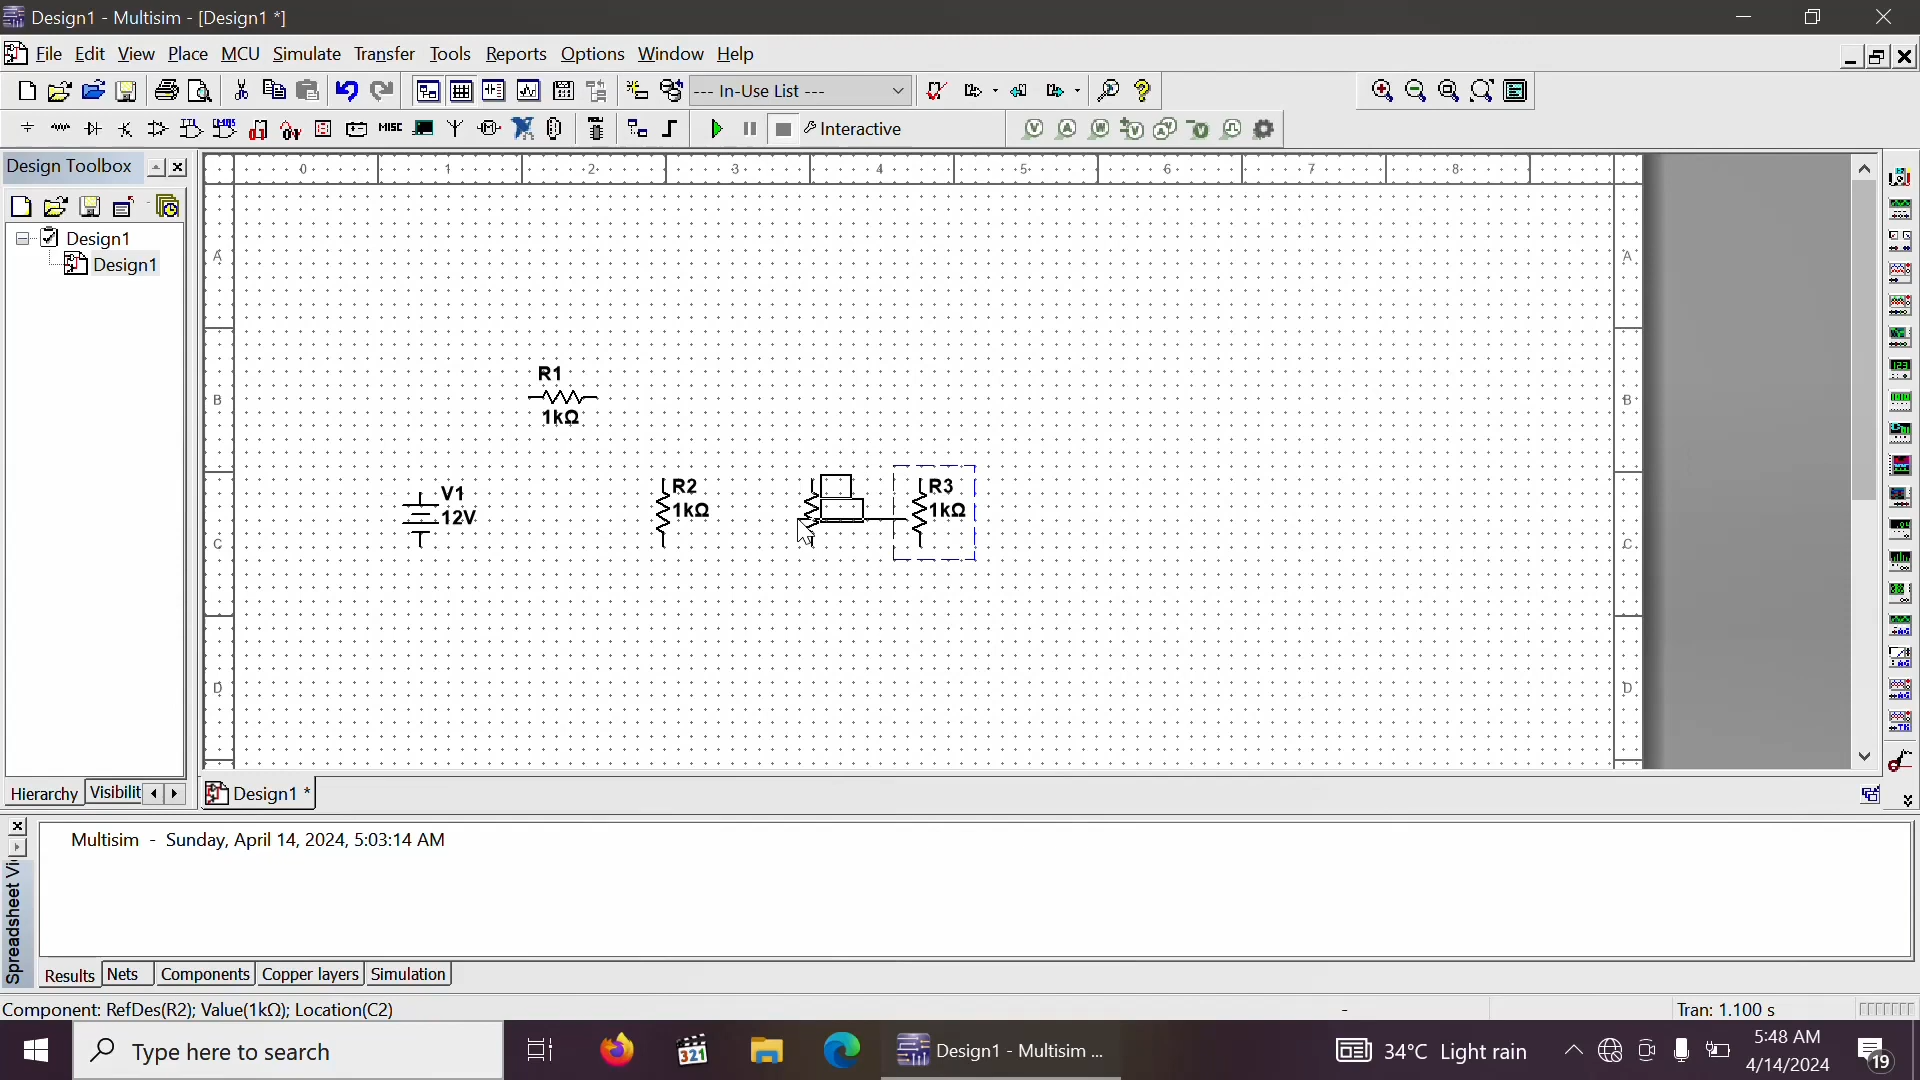 Design1 - Multisim - [Design1 *]
File Edit View Place MCU Simulate Transfer Tools Reports Options Window Help
--- In-Use List ---
MISC Interactive
Design Toolbox
0 1 2 3 4 5 6 7 8
Design1
Design1
A A
R1
B B
1kΩ
V1 R2 R3
12V 1kΩ 1kΩ
C C
D D
Hierarchy Visibilit Design1 *
Multisim - Sunday, April 14, 2024, 5:03:14 AM
Spreadsheet Vi
Results Nets Components Copper layers Simulation
Component: RefDes(R2); Value(1kΩ); Location(C2) - Tran: 1.100 s
Type here to search 321 Design1 - Multisim ... 34°C Light rain 5:48 AM
4/14/2024 19